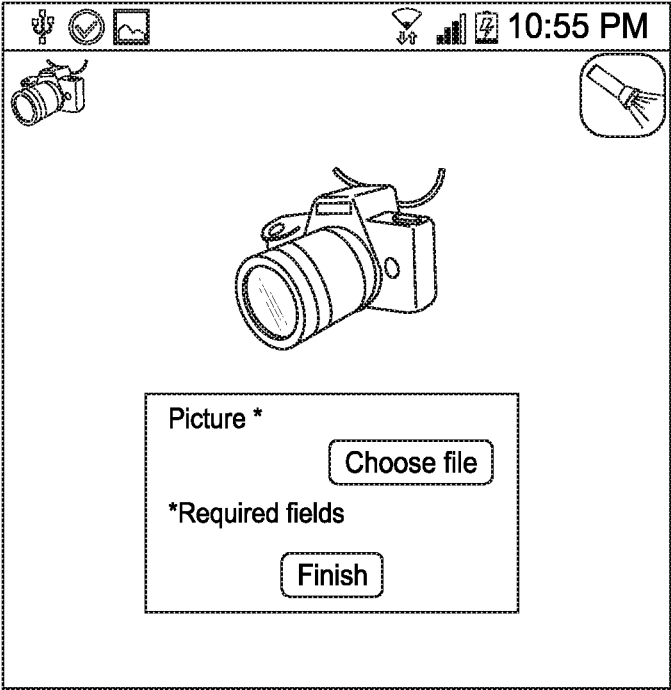 10:55 PM
Picture *
Choose file
*Required fields
Finish